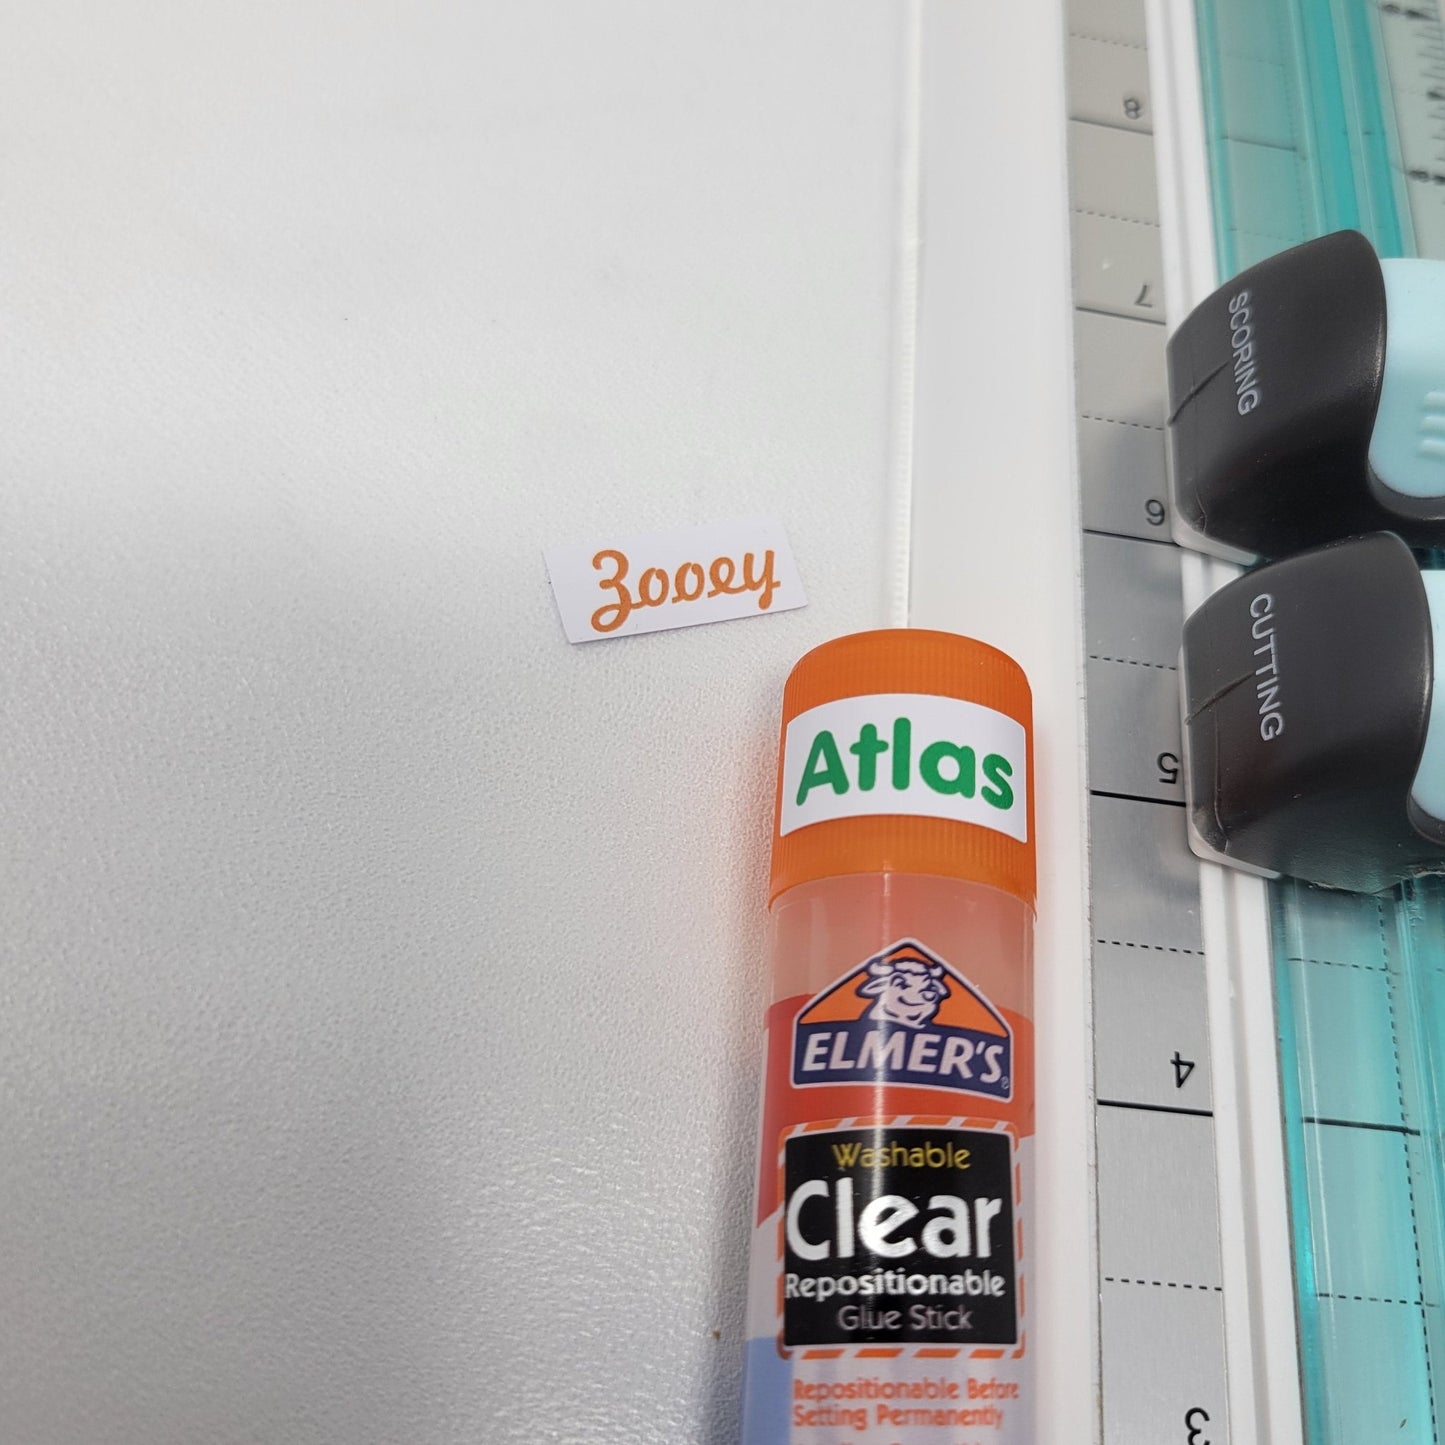 Zooey
Atlas
ELMER'S
Washable
Clear
Repositionable
Glue Stick
Repositionable Before
Setting Permanently
SCORING
CUTTING
8
7
6
5
4
3